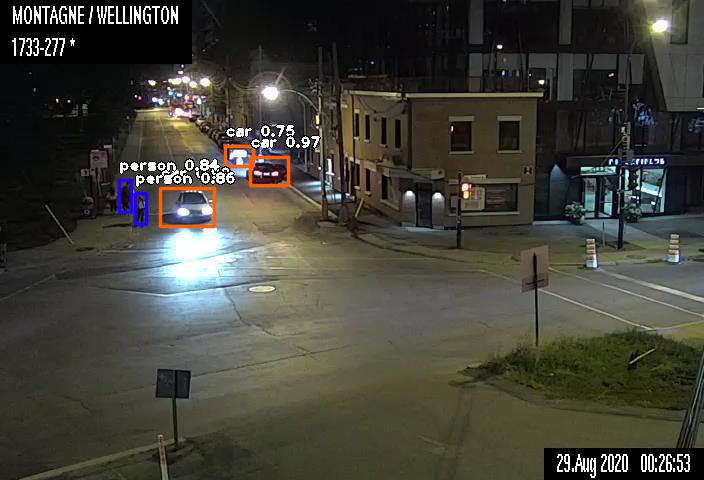 MONTAGNE / WELLINGTON
1733-277 *
car 0.75
car 0.97
person 0.84
person 0.86
29.Aug 2020 00:26:53